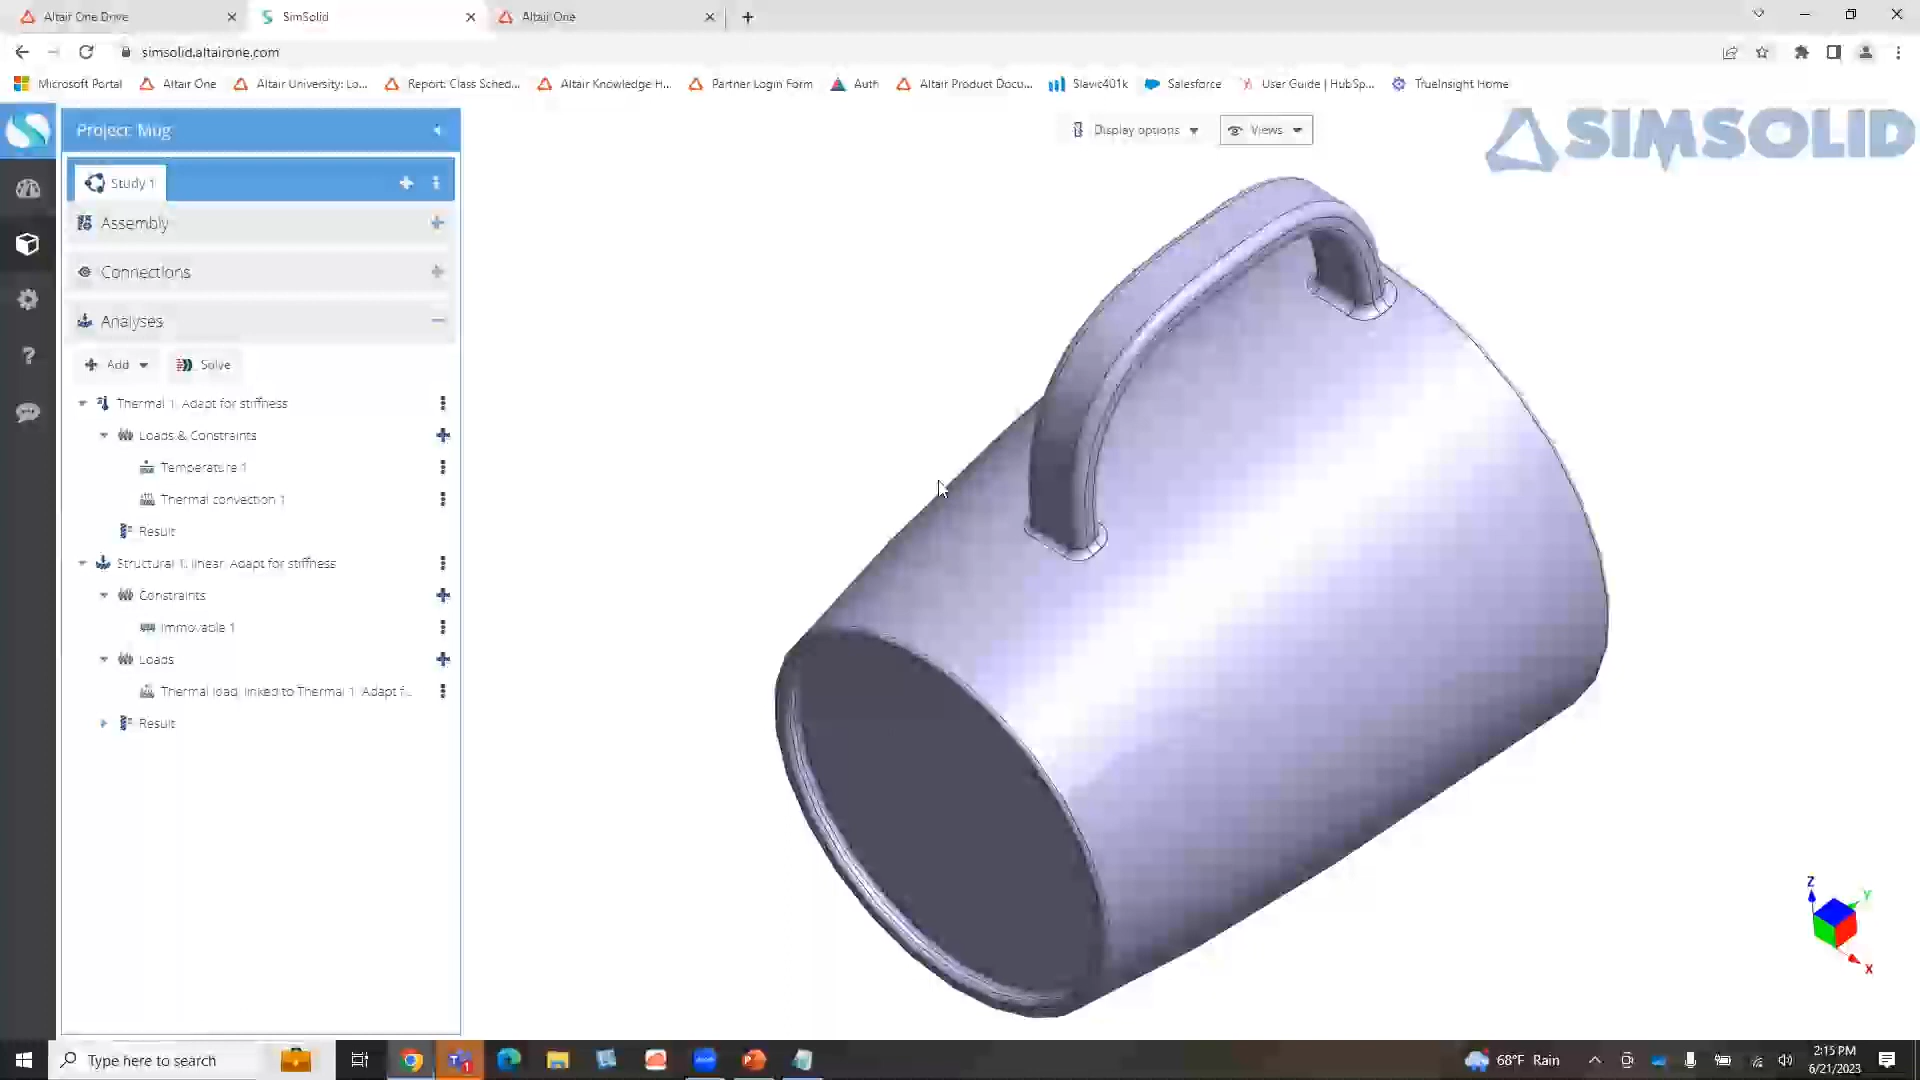 Altair One Drive
SimSolid
Altair One
simsolid.altairone.com
Microsoft Portal
Altair One
Altair University: Lo...
Report: Class Sched...
Altair Knowledge H...
Partner Login Form
Auth
Altair Product Docu...
Slavic401k
Salesforce
User Guide | HubSp...
TrueInsight Home
Project: Mug
Display options
Views
SIMSOLID
Study 1
Assembly
Connections
Analyses
Add
Solve
Thermal 1. Adapt for stiffness
Loads & Constraints
Temperature 1
Thermal convection 1
Result
Structural 1. linear. Adapt for stiffness
Constraints
Immovable 1
Loads
Thermal load, linked to Thermal 1. Adapt f...
Result
Z
Y
X
Type here to search
1
68°F Rain
2:15 PM
6/21/2023